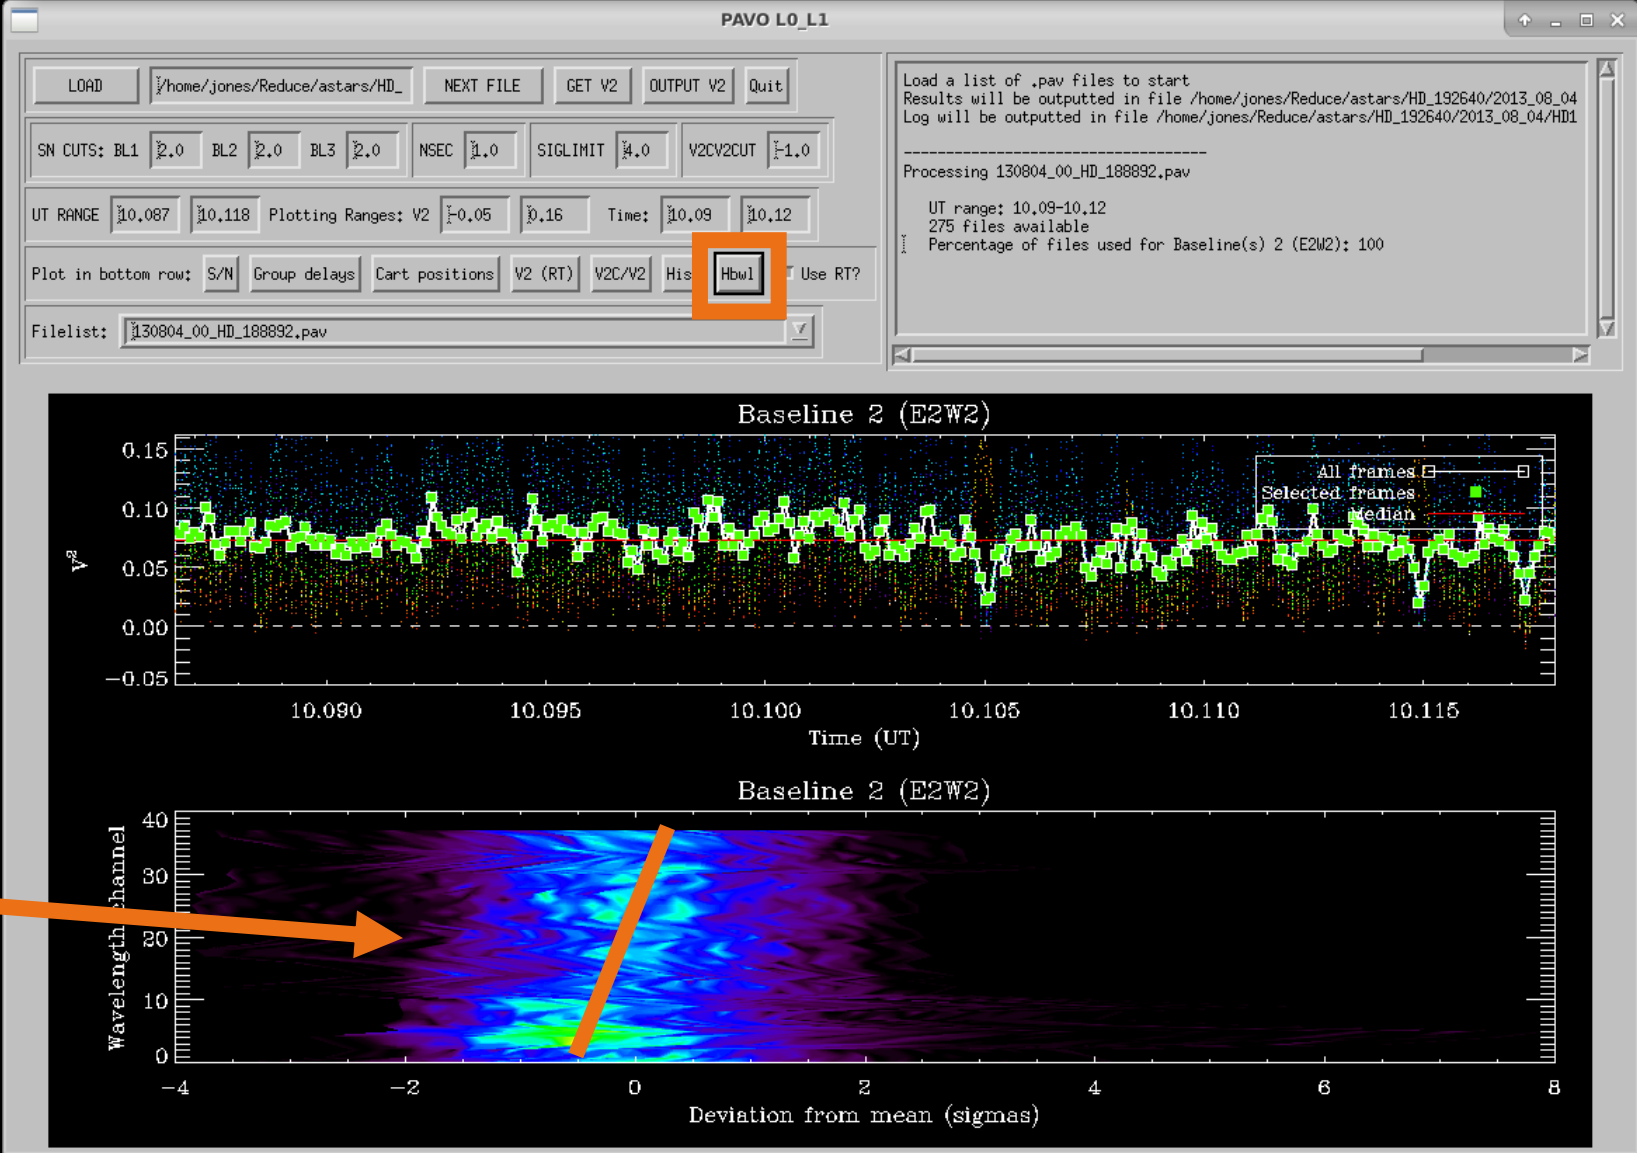 PAVO L0_L1
LOAD /home/jones/Reduce/astars/HD_ NEXT FILE GET V2 OUTPUT V2 Quit
SN CUTS: BL1 2.0 BL2 2.0 BL3 2.0 NSEC 1.0 SIGLIMIT 4.0 V2CV2CUT -1.0
UT RANGE 10.087 10.118 Plotting Ranges: V2 -0.05 0.16 Time: 10.09 10.12
Plot in bottom row: S/N Group delays Cart positions V2 (RT) V2C/V2 His Hbwl Use RT?
Filelist: 130804_00_HD_188892.pav
Load a list of .pav files to start
Results will be outputted in file /home/jones/Reduce/astars/HD_192640/2013_08_04
Log will be outputted in file /home/jones/Reduce/astars/HD_192640/2013_08_04/HD1
----------------------------------
Processing 130804_00_HD_188892.pav
UT range: 10.09-10.12
275 files available
Percentage of files used for Baseline(s) 2 (E2W2): 100
Baseline 2 (E2W2)
0.15
0.10
0.05
0.00
-0.05
V²
All frames
Selected frames
Median
10.090 10.095 10.100 10.105 10.110 10.115
Time (UT)
Baseline 2 (E2W2)
40
30
20
10
0
Wavelength channel
-4 -2 0 2 4 6 8
Deviation from mean (sigmas)